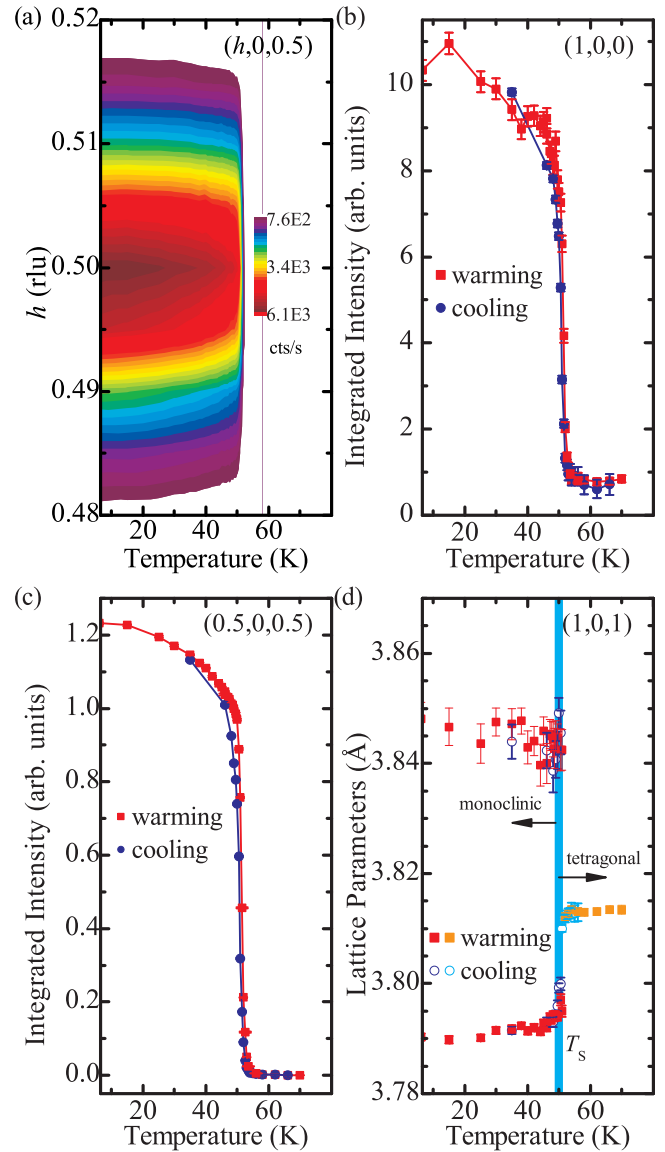 (a)
(h,0,0.5)
0.52
0.51
0.50
0.49
0.48
h (rlu)
7.6E2
3.4E3
6.1E3
cts/s
20 40 60
Temperature (K)
(b)
(1,0,0)
10
8
6
4
2
0
Integrated Intensity (arb. units)
warming
cooling
20 40 60
Temperature (K)
(c)
(0.5,0,0.5)
1.2
1.0
0.8
0.6
0.4
0.2
0.0
Integrated Intensity (arb. units)
warming
cooling
20 40 60
Temperature (K)
(d)
(1,0,1)
3.86
3.84
3.82
3.80
3.78
Lattice Parameters (Å)
monoclinic
tetragonal
warming
cooling
TS
20 40 60
Temperature (K)